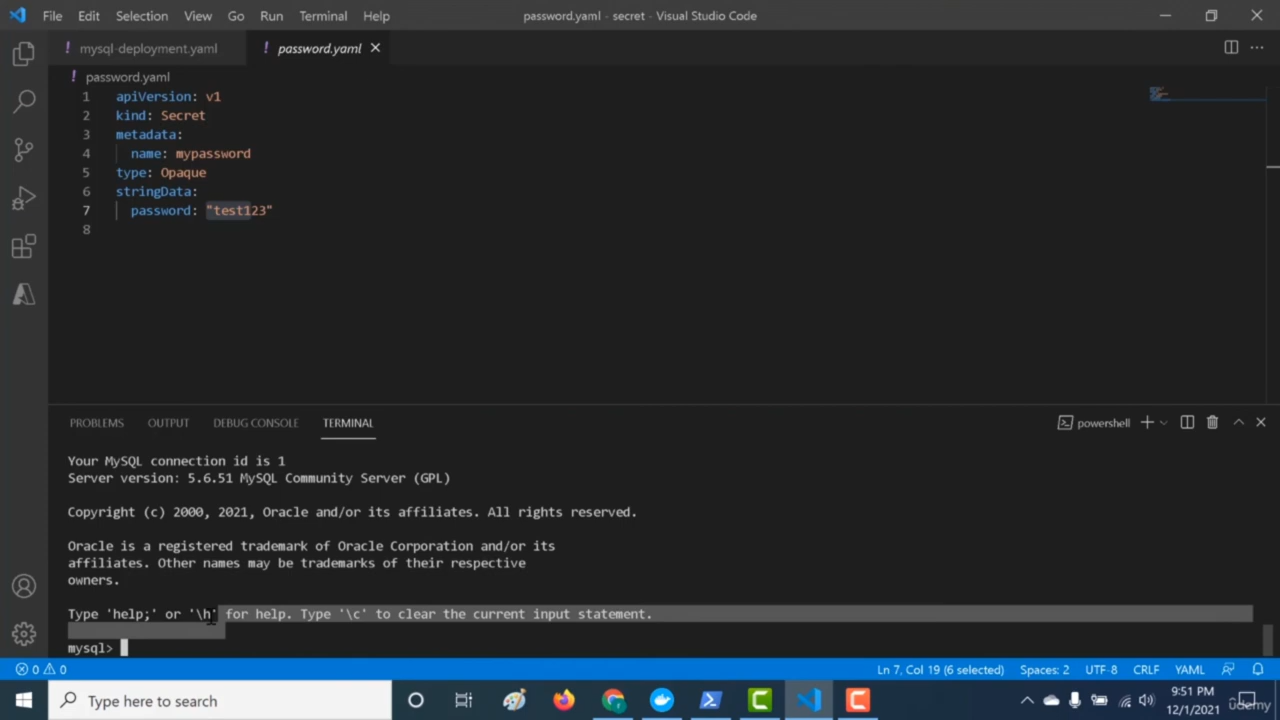 File Edit Selection View Go Run Terminal Help password.yaml - secret - Visual Studio Code
! mysql-deployment.yaml ! password.yaml
! password.yaml
1 apiVersion: v1
2 kind: Secret
3 metadata:
4 name: mypassword
5 type: Opaque
6 stringData:
7 password: "test123"
8
PROBLEMS OUTPUT DEBUG CONSOLE TERMINAL powershell
Your MySQL connection id is 1
Server version: 5.6.51 MySQL Community Server (GPL)
Copyright (c) 2000, 2021, Oracle and/or its affiliates. All rights reserved.
Oracle is a registered trademark of Oracle Corporation and/or its
affiliates. Other names may be trademarks of their respective
owners.
Type 'help;' or '\h' for help. Type '\c' to clear the current input statement.
mysql>
0 0 Ln 7, Col 19 (6 selected) Spaces: 2 UTF-8 CRLF YAML
Type here to search
9:51 PM
12/1/2021
udemy